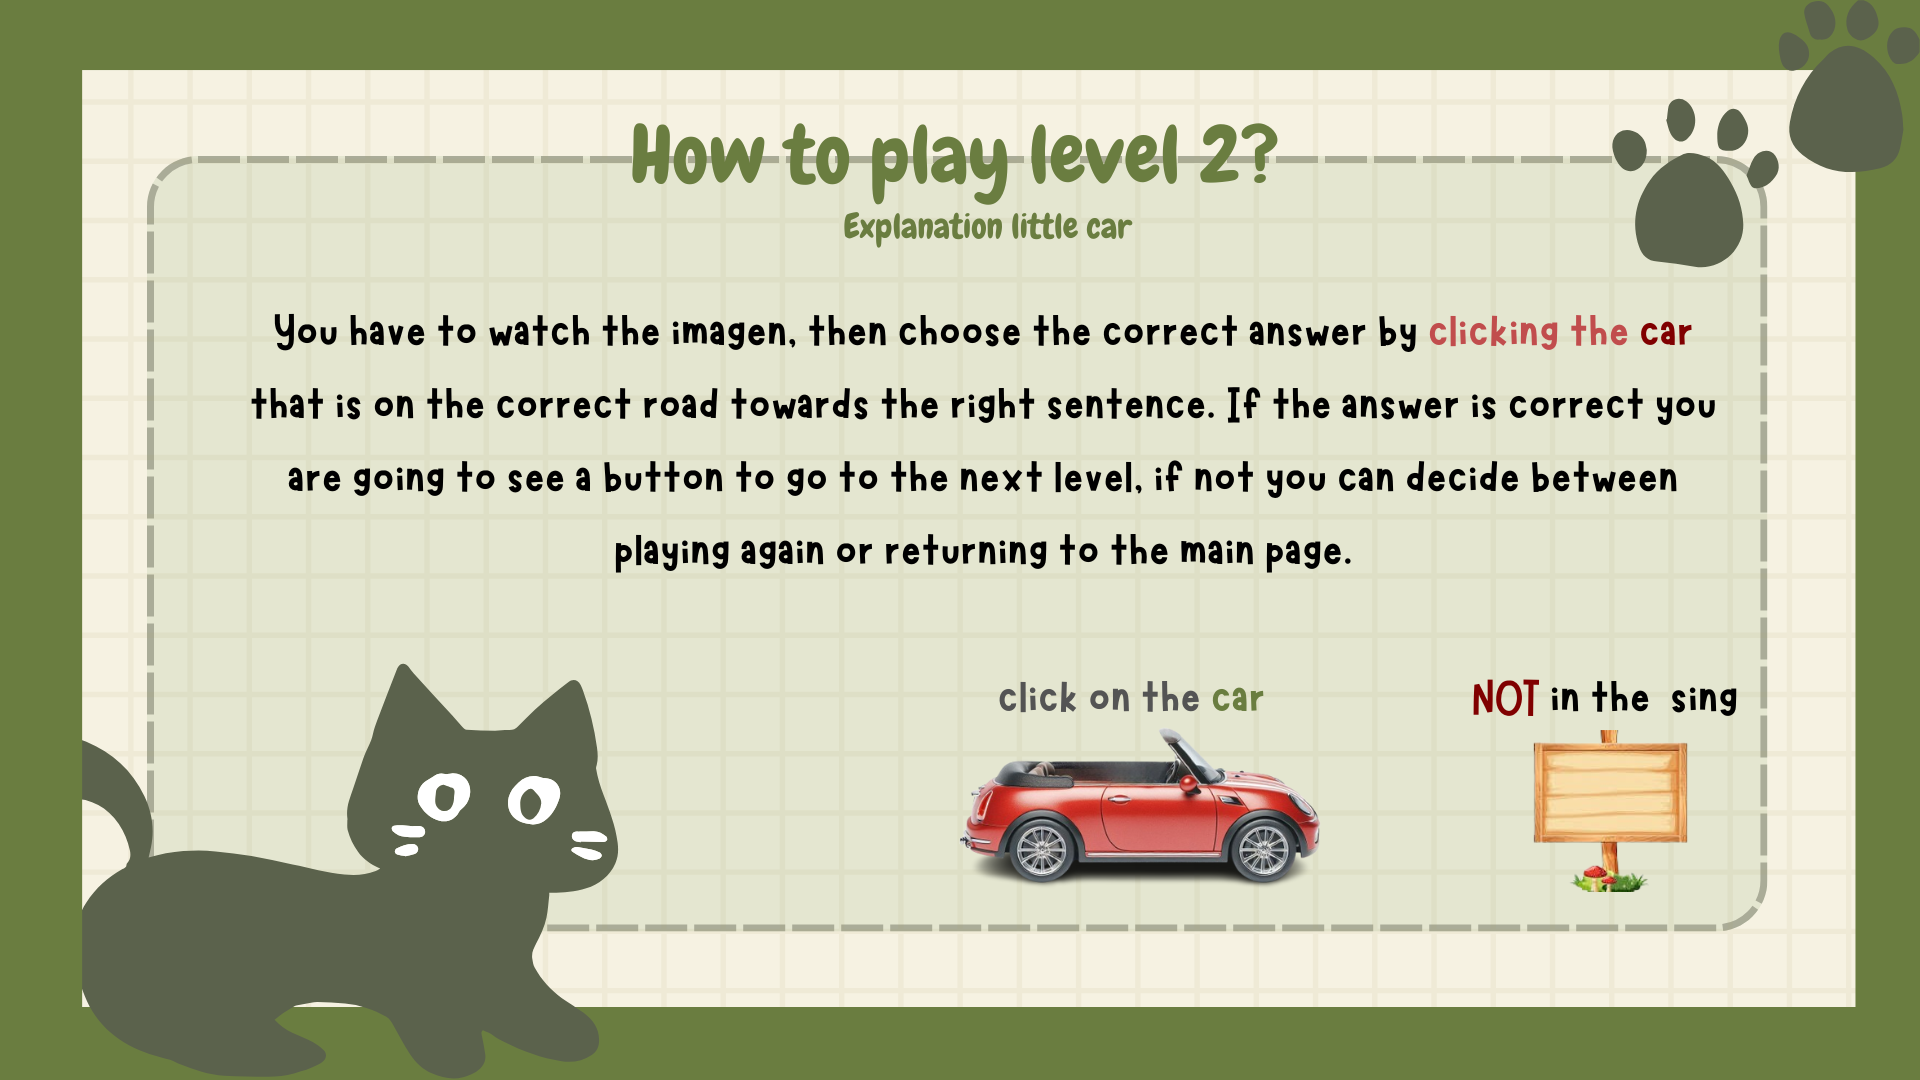 How to play level 2?
Explanation little car
You have to watch the imagen, then choose the correct answer by clicking the car
that is on the correct road towards the right sentence. If the answer is correct you
are going to see a button to go to the next level, if not you can decide between
playing again or returning to the main page.
click on the car
NOT in the sing